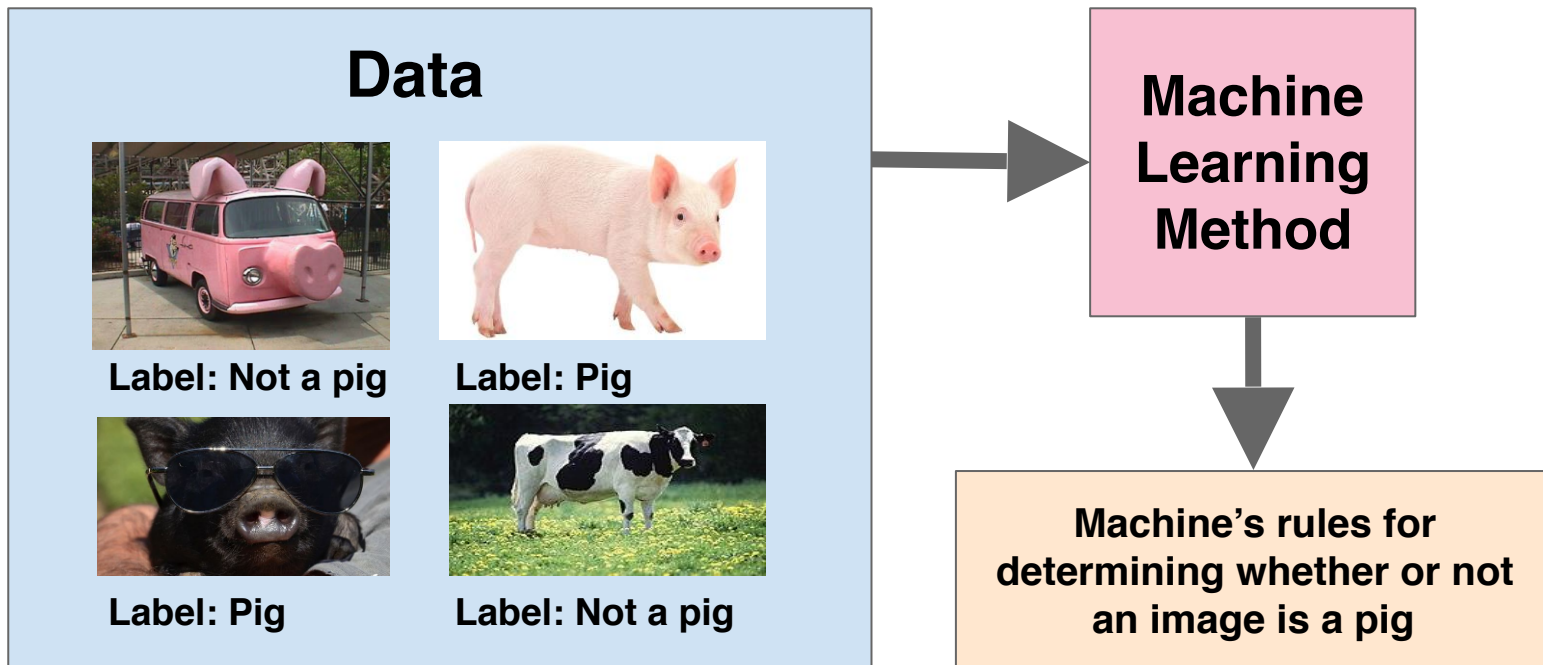 Data
Label: Not a pig
Label: Pig
Label: Pig
Label: Not a pig
Machine
Learning
Method
Machine’s rules for
determining whether or not
an image is a pig